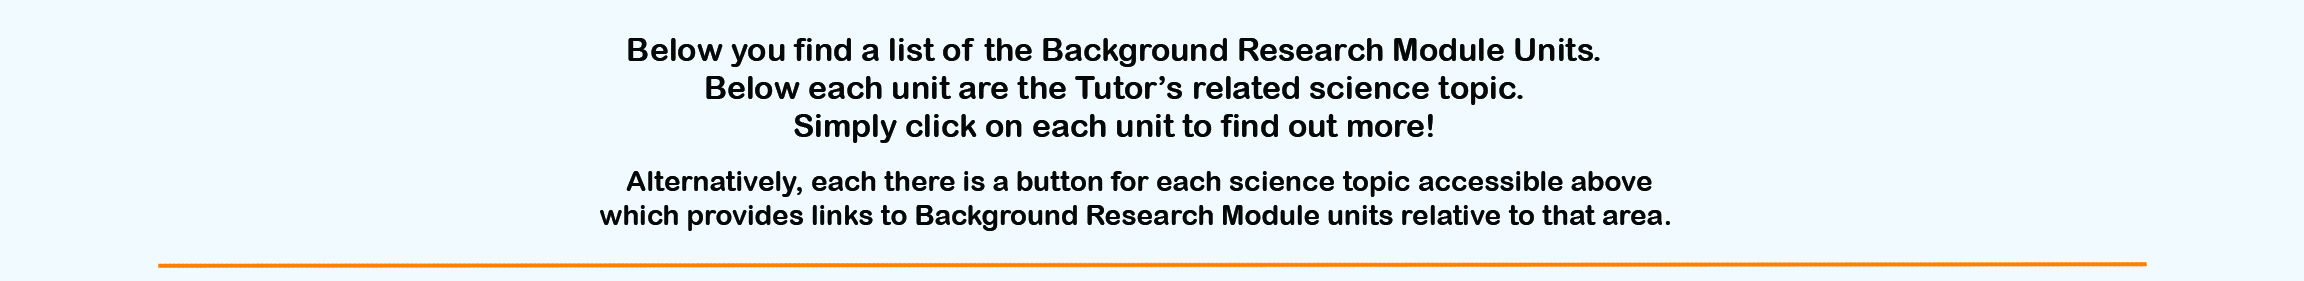 Below you find a list of the Background Research Module Units.
Below each unit are the Tutor’s related science topic.
Simply click on each unit to find out more!
Alternatively, each there is a button for each science topic accessible above
which provides links to Background Research Module units relative to that area.